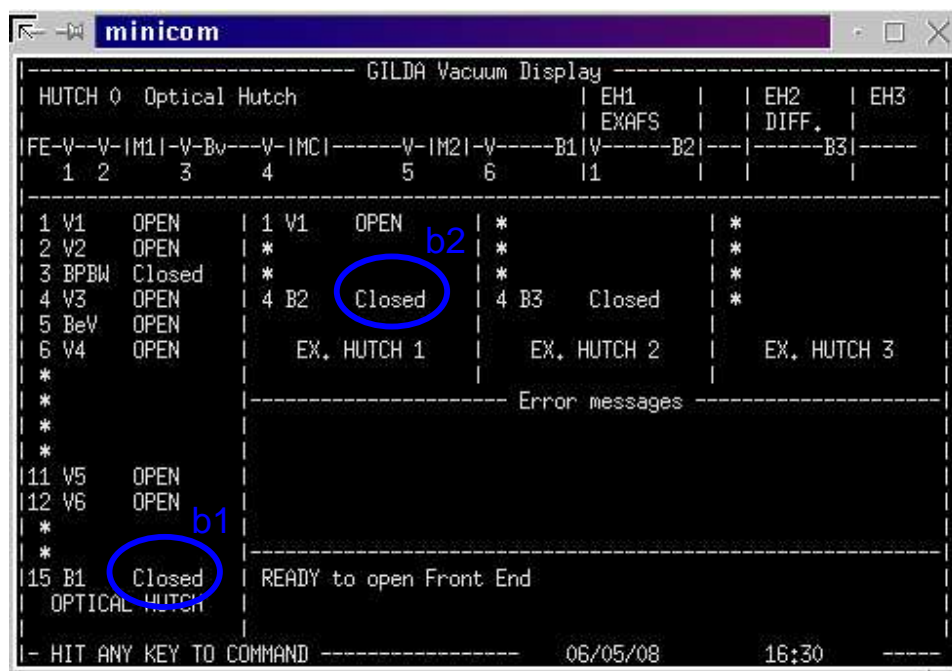 minicom
|---------------------------- GILDA Vacuum Display ----------------------------|
| HUTCH 0  Optical Hutch                        | EH1     |   | EH2    | EH3
|                                               | EXAFS   |   | DIFF.  |
|FE-V--V-|M1|-V-Bv---V-|MC|------V-|M2|-V-----B1|V------B2|---|------B3|-----
|   1  2      3      4           5      6       |1        |   |        |
|------------------------------------------------------------------------------|
| 1 V1    OPEN     | 1 V1    OPEN      | *                 | *
| 2 V2    OPEN     | *           b2    | *                 | *
| 3 BPBW  Closed   | *                 | *                 | *
| 4 V3    OPEN     | 4 B2    Closed    | 4 B3    Closed    | *
| 5 BeV   OPEN     |                   |                   |
| 6 V4    OPEN     |    EX. HUTCH 1    |    EX. HUTCH 2    |    EX. HUTCH 3
| *                |                   |                   |
| *                |---------------------- Error messages ---------------------|
| *                |
| *                |
|11 V5    OPEN     |
|12 V6    OPEN     |
| *           b1   |
| *                |-----------------------------------------------------------|
|15 B1    Closed   | READY to open Front End
|  OPTICAL HUTCH   |
|- HIT ANY KEY TO COMMAND -----------------    06/05/08         16:30     -----